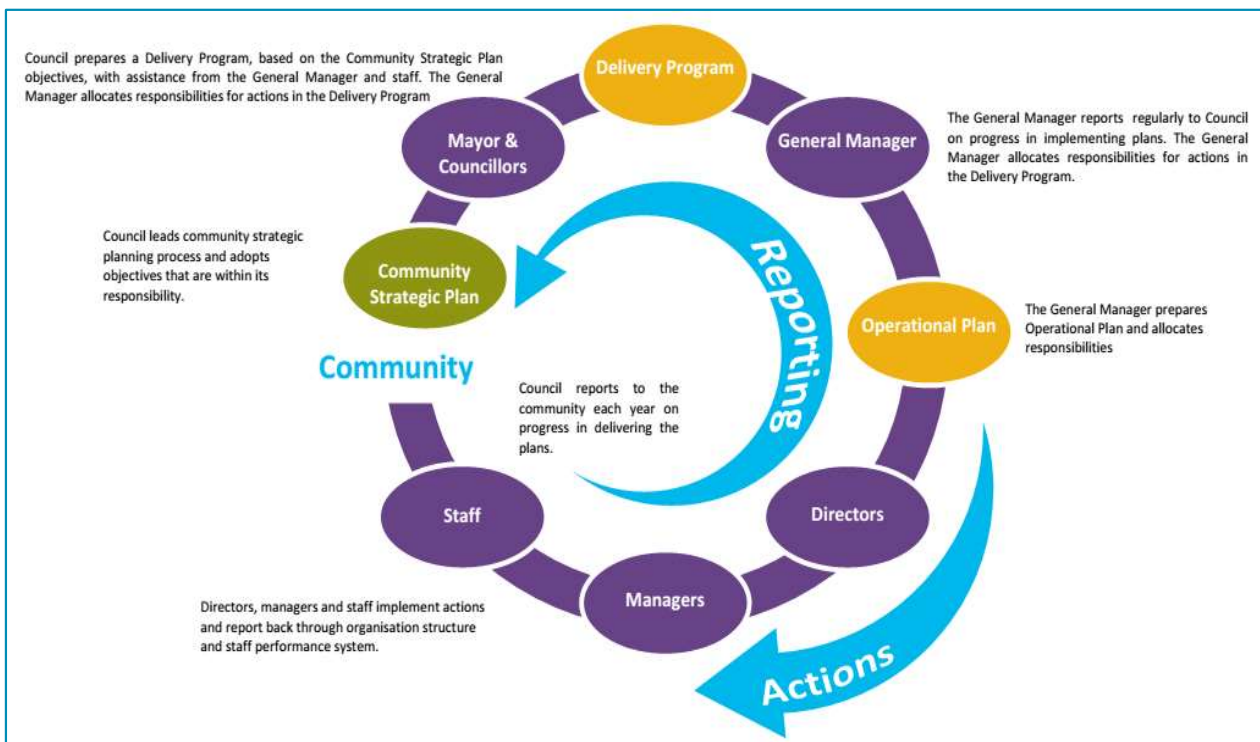 Council prepares a Delivery Program, based on the Community Strategic Plan
objectives, with assistance from the General Manager and staff. The General
Manager allocates responsibilities for actions in the Delivery Program
Delivery Program
Mayor &
Councillors
General Manager
The General Manager reports regularly to Council
on progress in implementing plans. The General
Manager allocates responsibilities for actions in
the Delivery Program.
Council leads community strategic
planning process and adopts
objectives that are within its
responsibility.
Community
Strategic Plan
Reporting
Operational Plan
The General Manager prepares
Operational Plan and allocates
responsibilities
Community
Council reports to the
community each year on
progress in delivering the
plans.
Staff
Directors
Managers
Directors, managers and staff implement actions
and report back through organisation structure
and staff performance system.
Actions